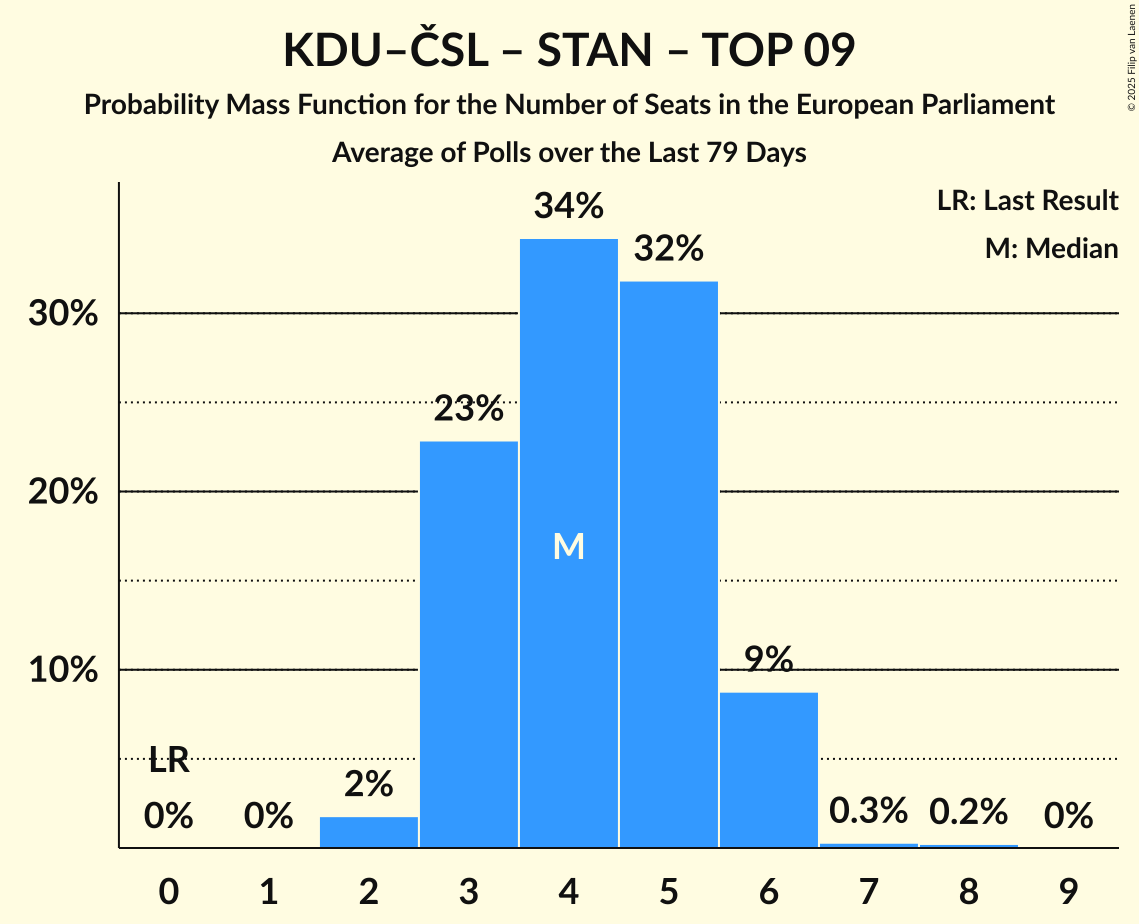 KDU–ČSL – STAN – TOP 09
Probability Mass Function for the Number of Seats in the European Parliament
Average of Polls over the Last 79 Days
© 2025 Filip van Laenen
LR: Last Result
M: Median
34%
32%
30%
23%
20%
M
10%
9%
LR
2%
0%
0%
0.3%
0.2%
0%
0 1 2 3 4 5 6 7 8 9